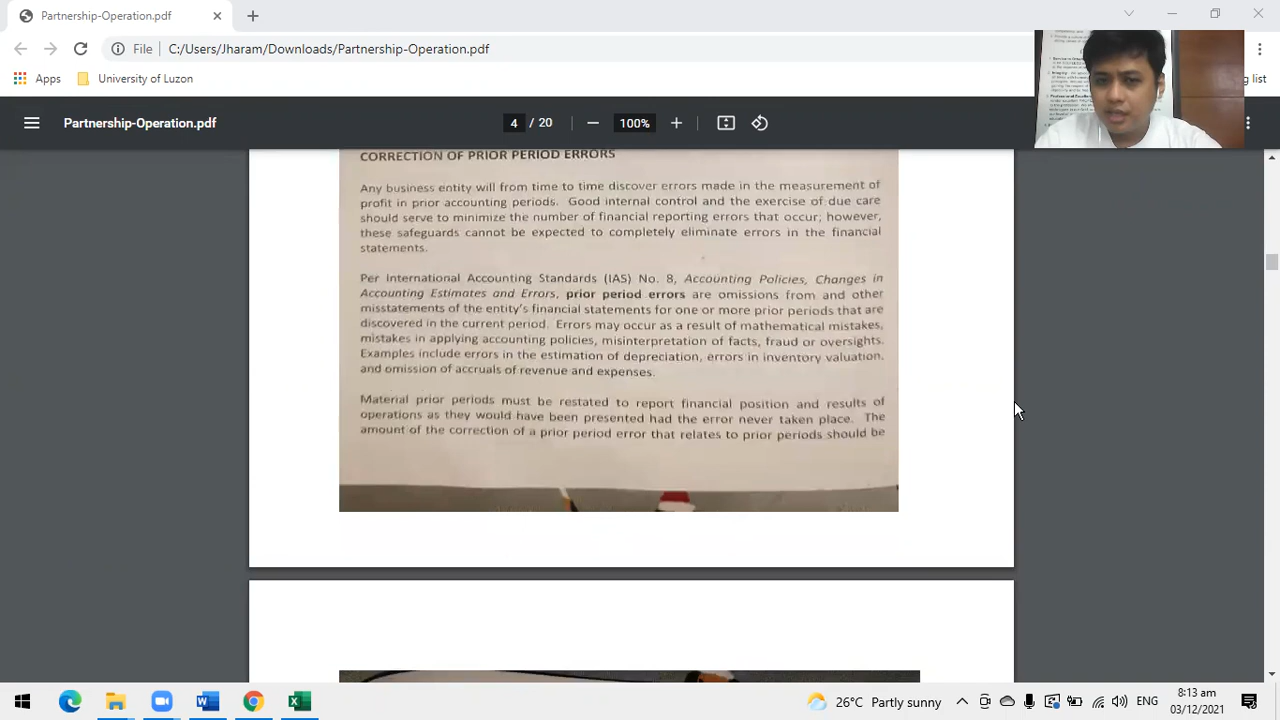 Partnership-Operation.pdf
File
C:/Users/Jharam/Downloads/Partnership-Operation.pdf
Apps
University of Luzon
ng list
Partnership-Operation.pdf
4 / 20
100%
CORRECTION OF PRIOR PERIOD ERRORS
Any business entity will from time to time discover errors made in the measurement of
profit in prior accounting periods. Good internal control and the exercise of due care
should serve to minimize the number of financial reporting errors that occur; however,
these safeguards cannot be expected to completely eliminate errors in the financial
statements.
Per International Accounting Standards (IAS) No. 8, Accounting Policies, Changes in
Accounting Estimates and Errors, prior period errors are omissions from and other
misstatements of the entity's financial statements for one or more prior periods that are
discovered in the current period. Errors may occur as a result of mathematical mistakes,
mistakes in applying accounting policies, misinterpretation of facts, fraud or oversights.
Examples include errors in the estimation of depreciation, errors in inventory valuation,
and omission of accruals of revenue and expenses.
Material prior periods must be restated to report financial position and results of
operations as they would have been presented had the error never taken place. The
amount of the correction of a prior period error that relates to prior periods should be
26°C Partly sunny
ENG
8:13 am
03/12/2021